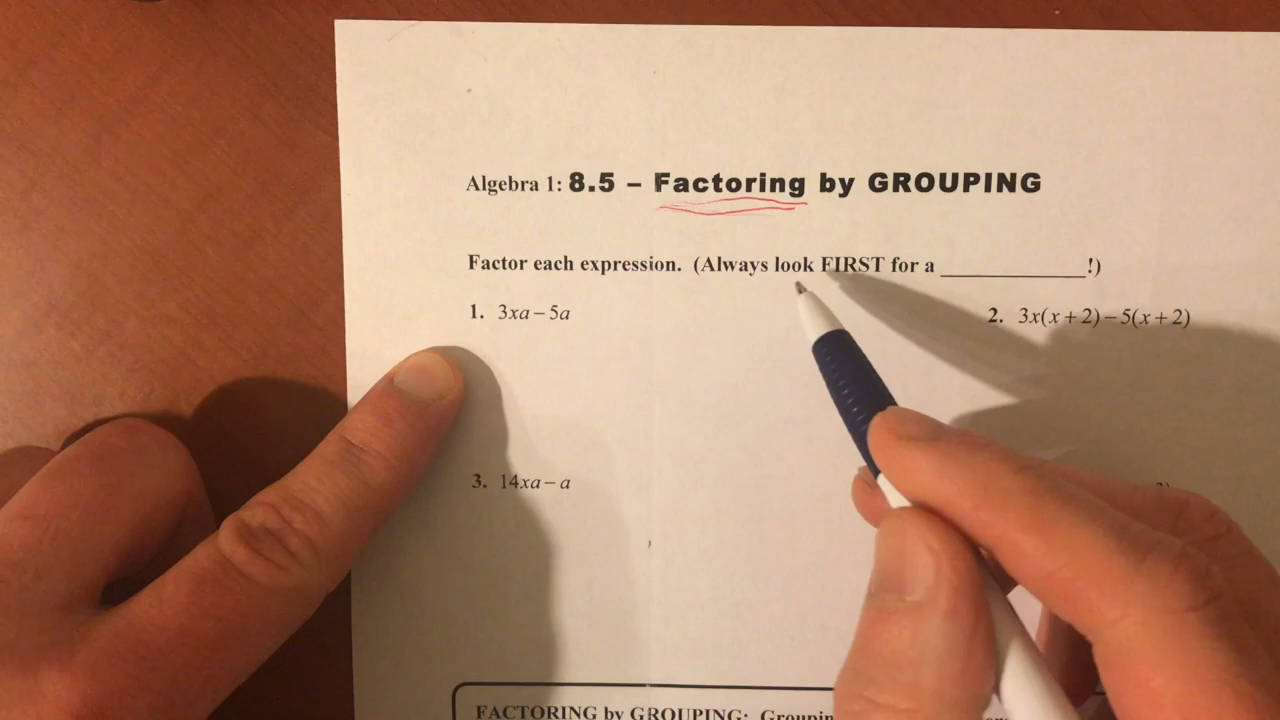 Algebra 1: 8.5 – Factoring by GROUPING
Factor each expression. (Always look FIRST for a ____________!)
1. 3xa – 5a
2. 3x(x + 2) – 5(x + 2)
3. 14xa – a
FACTORING by GROUPING: